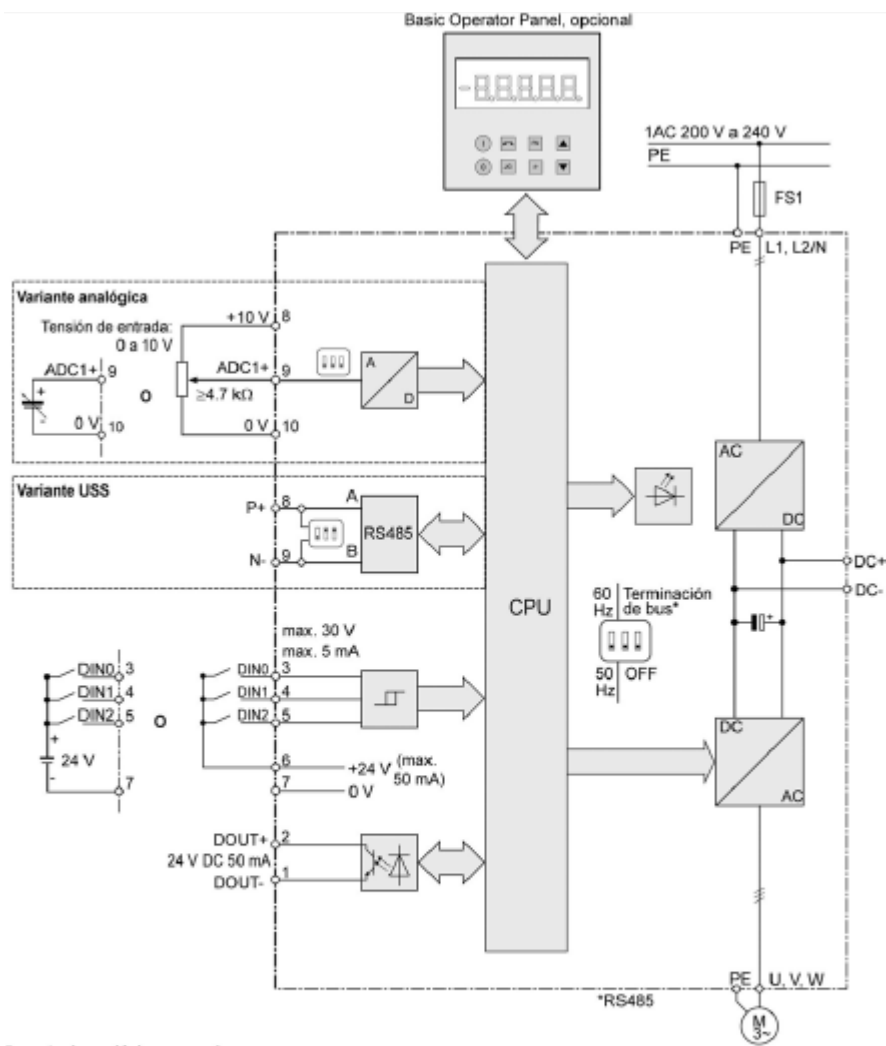 Basic Operator Panel, opcional
1AC 200 V a 240 V
PE
FS1
PE L1, L2/N
Variante analógica
Tensión de entrada:
0 a 10 V
+10 V 8
ADC1+ 9
0 V 10
o
≥4.7 kΩ
ADC1+ 9
0 V 10
A
D
Variante USS
P+ 8 A
N- 9 B
RS485
CPU
AC
DC
DC+
DC-
60 Hz
Terminación de bus*
50 Hz
OFF
max. 30 V
max. 5 mA
DIN0 3
DIN1 4
DIN2 5
+
24 V
-
7
o
DIN0 3
DIN1 4
DIN2 5
6 +24 V (max. 50 mA)
7 0 V
DC
AC
DOUT+ 2
24 V DC 50 mA
DOUT- 1
*RS485
PE U, V, W
M
3~